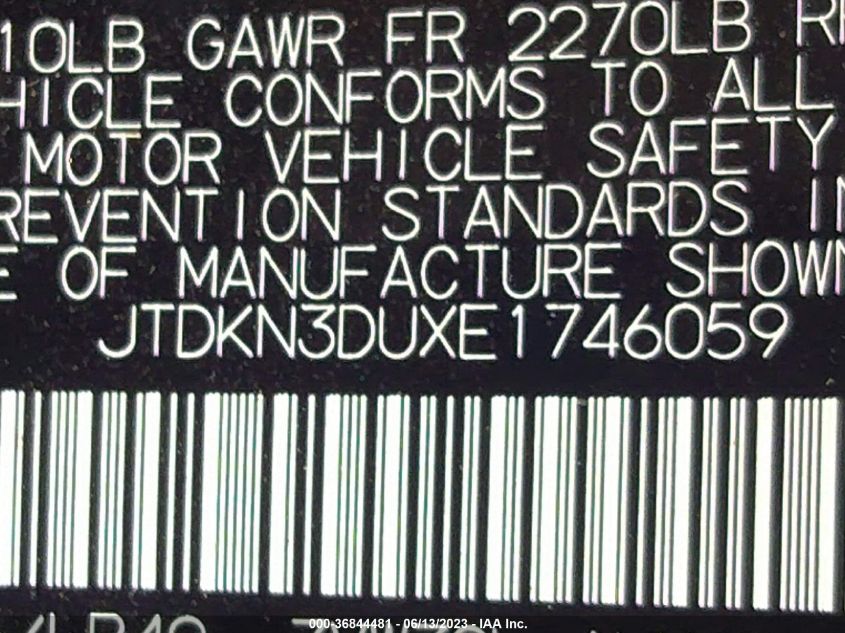 10LB GAWR FR 2270LB
HICLE CONFORMS TO ALL
MOTOR VEHICLE SAFETY
REVENTION STANDARDS IN
E OF MANUFACTURE SHOWN
JTDKN3DUXE1746059
000-36844481 - 06/13/2023 - IAA Inc.